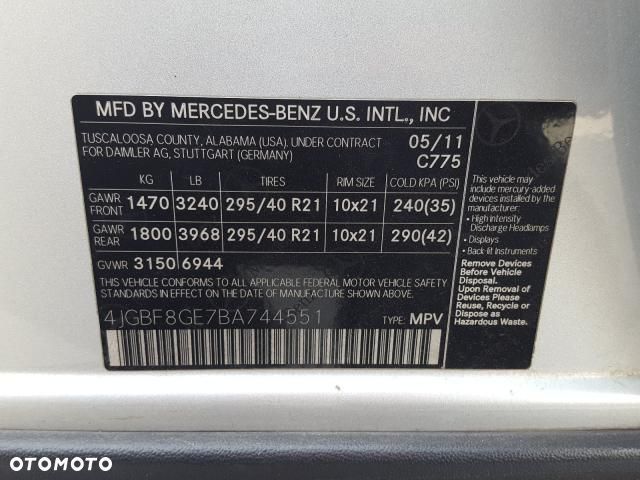 MFD BY MERCEDES-BENZ U.S. INTL., INC
TUSCALOOSA COUNTY, ALABAMA (USA). UNDER CONTRACT 05/11
FOR DAIMLER AG, STUTTGART (GERMANY) C775
KG LB TIRES RIM SIZE COLD KPA (PSI)
GAWR FRONT 1470 3240 295/40 R21 10x21 240(35)
GAWR REAR 1800 3968 295/40 R21 10x21 290(42)
GVWR 3150 6944
THIS VEHICLE CONFORMS TO ALL APPLICABLE FEDERAL MOTOR VEHICLE
SAFETY STANDARDS IN EFFECT ON THE DATE OF MANUFACTURE SHOWN ABOVE.
4JGBF8GE7BA744551 TYPE: MPV
This vehicle may
include mercury-added
devices installed by the
manufacturer:
• High Intensity
Discharge Headlamps
• Displays
• Back-fit Instruments
Remove Devices
Before Vehicle
Disposal.
Upon Removal of
Devices Please
Reuse, Recycle or
Dispose as
Hazardous Waste.
OTOMOTO